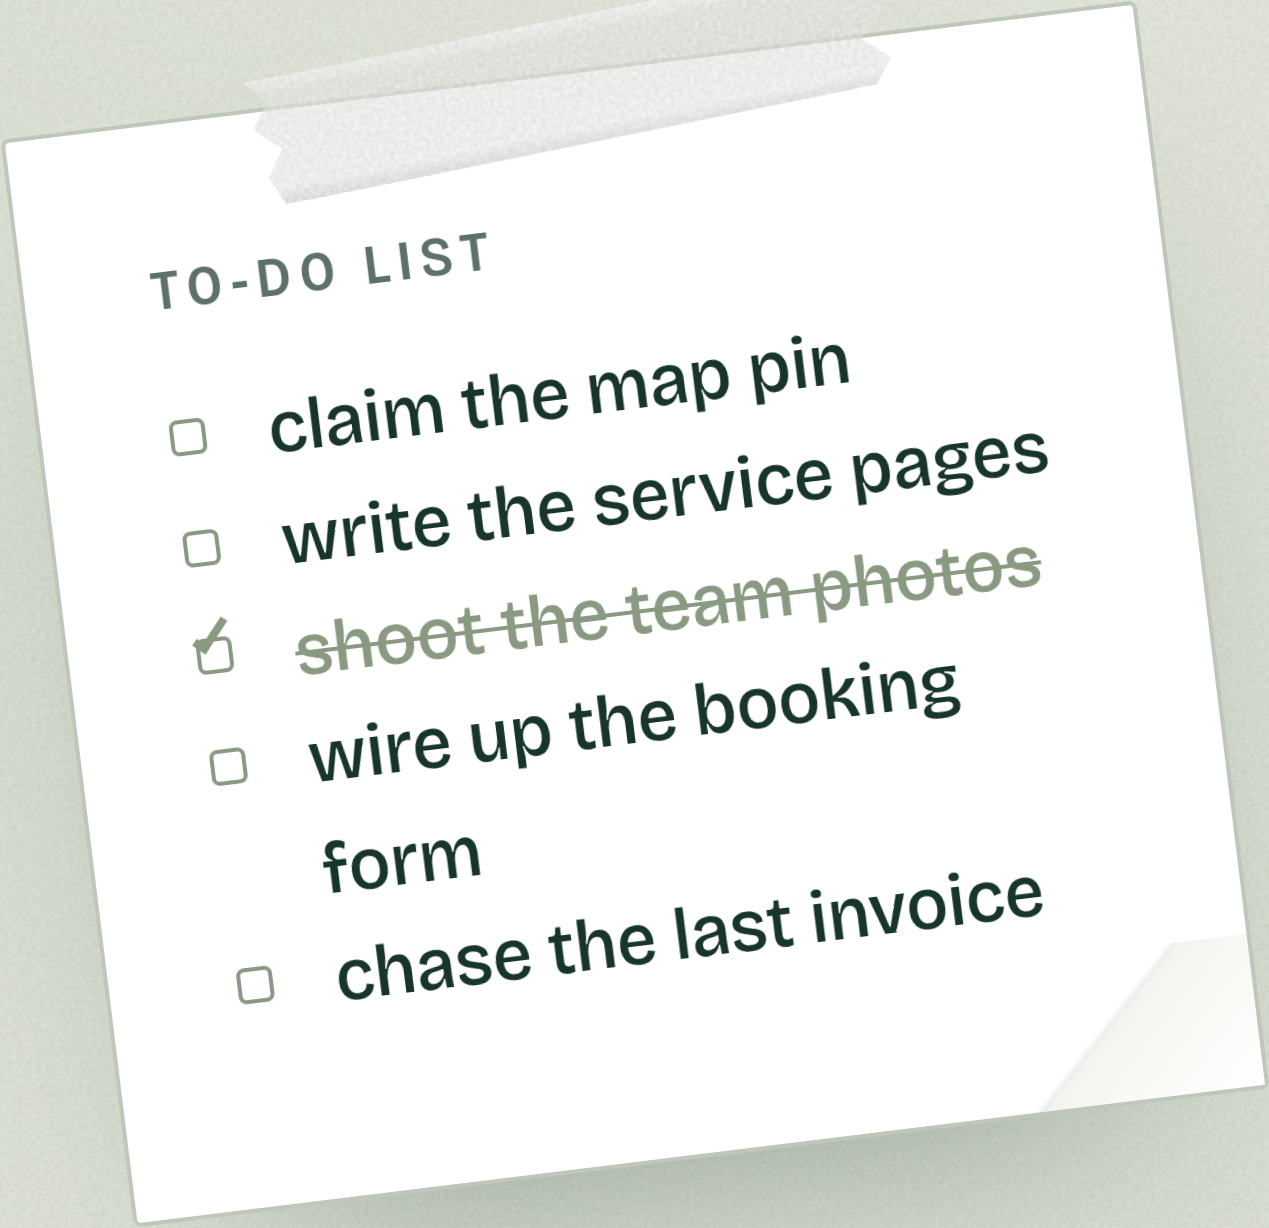 TO-DO LIST
claim the map pin
write the service pages
shoot the team photos
wire up the booking
form
chase the last invoice